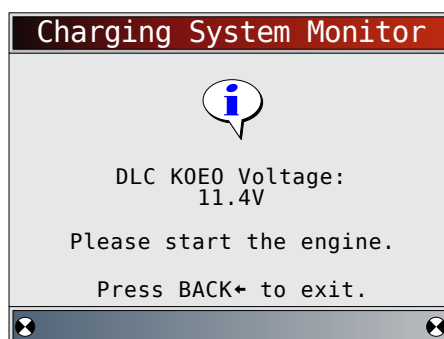 Charging System Monitor
i
DLC KOEO Voltage:
11.4V
Please start the engine.
Press BACK← to exit.